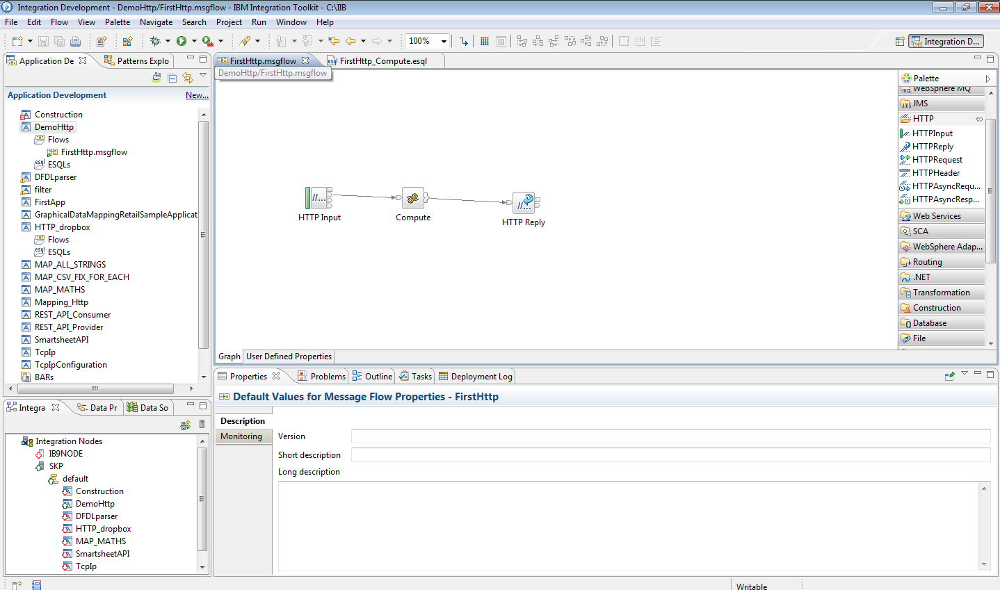 Integration Development - DemoHttp/FirstHttp.msgflow - IBM Integration Toolkit - C:\IIB
File Edit Flow View Palette Navigate Search Project Run Window Help
100%
Integration D...
Application De
Patterns Explo
Application Development
New...
Construction
DemoHttp
Flows
FirstHttp.msgflow
ESQLs
DFDLparser
filter
FirstApp
GraphicalDataMappingRetailSampleApplicat
HTTP_dropbox
Flows
ESQLs
MAP_ALL_STRINGS
MAP_CSV_FIX_FOR_EACH
MAP_MATHS
Mapping_Http
REST_API_Consumer
REST_API_Provider
SmartsheetAPI
TcpIp
TcpIpConfiguration
BARs
Integra
Data Pr
Data So
Integration Nodes
IB9NODE
SKP
default
Construction
DemoHttp
DFDLparser
HTTP_dropbox
MAP_MATHS
SmartsheetAPI
TcpIp
FirstHttp.msgflow
FirstHttp_Compute.esql
DemoHttp/FirstHttp.msgflow
HTTP Input
Compute
HTTP Reply
Graph
User Defined Properties
Palette
WebSphere MQ
JMS
HTTP
HTTPInput
HTTPReply
HTTPRequest
HTTPHeader
HTTPAsyncRequ...
HTTPAsyncResp...
Web Services
SCA
WebSphere Adap...
Routing
.NET
Transformation
Construction
Database
File
Properties
Problems
Outline
Tasks
Deployment Log
Default Values for Message Flow Properties - FirstHttp
Description
Monitoring
Version
Short description
Long description
Writable